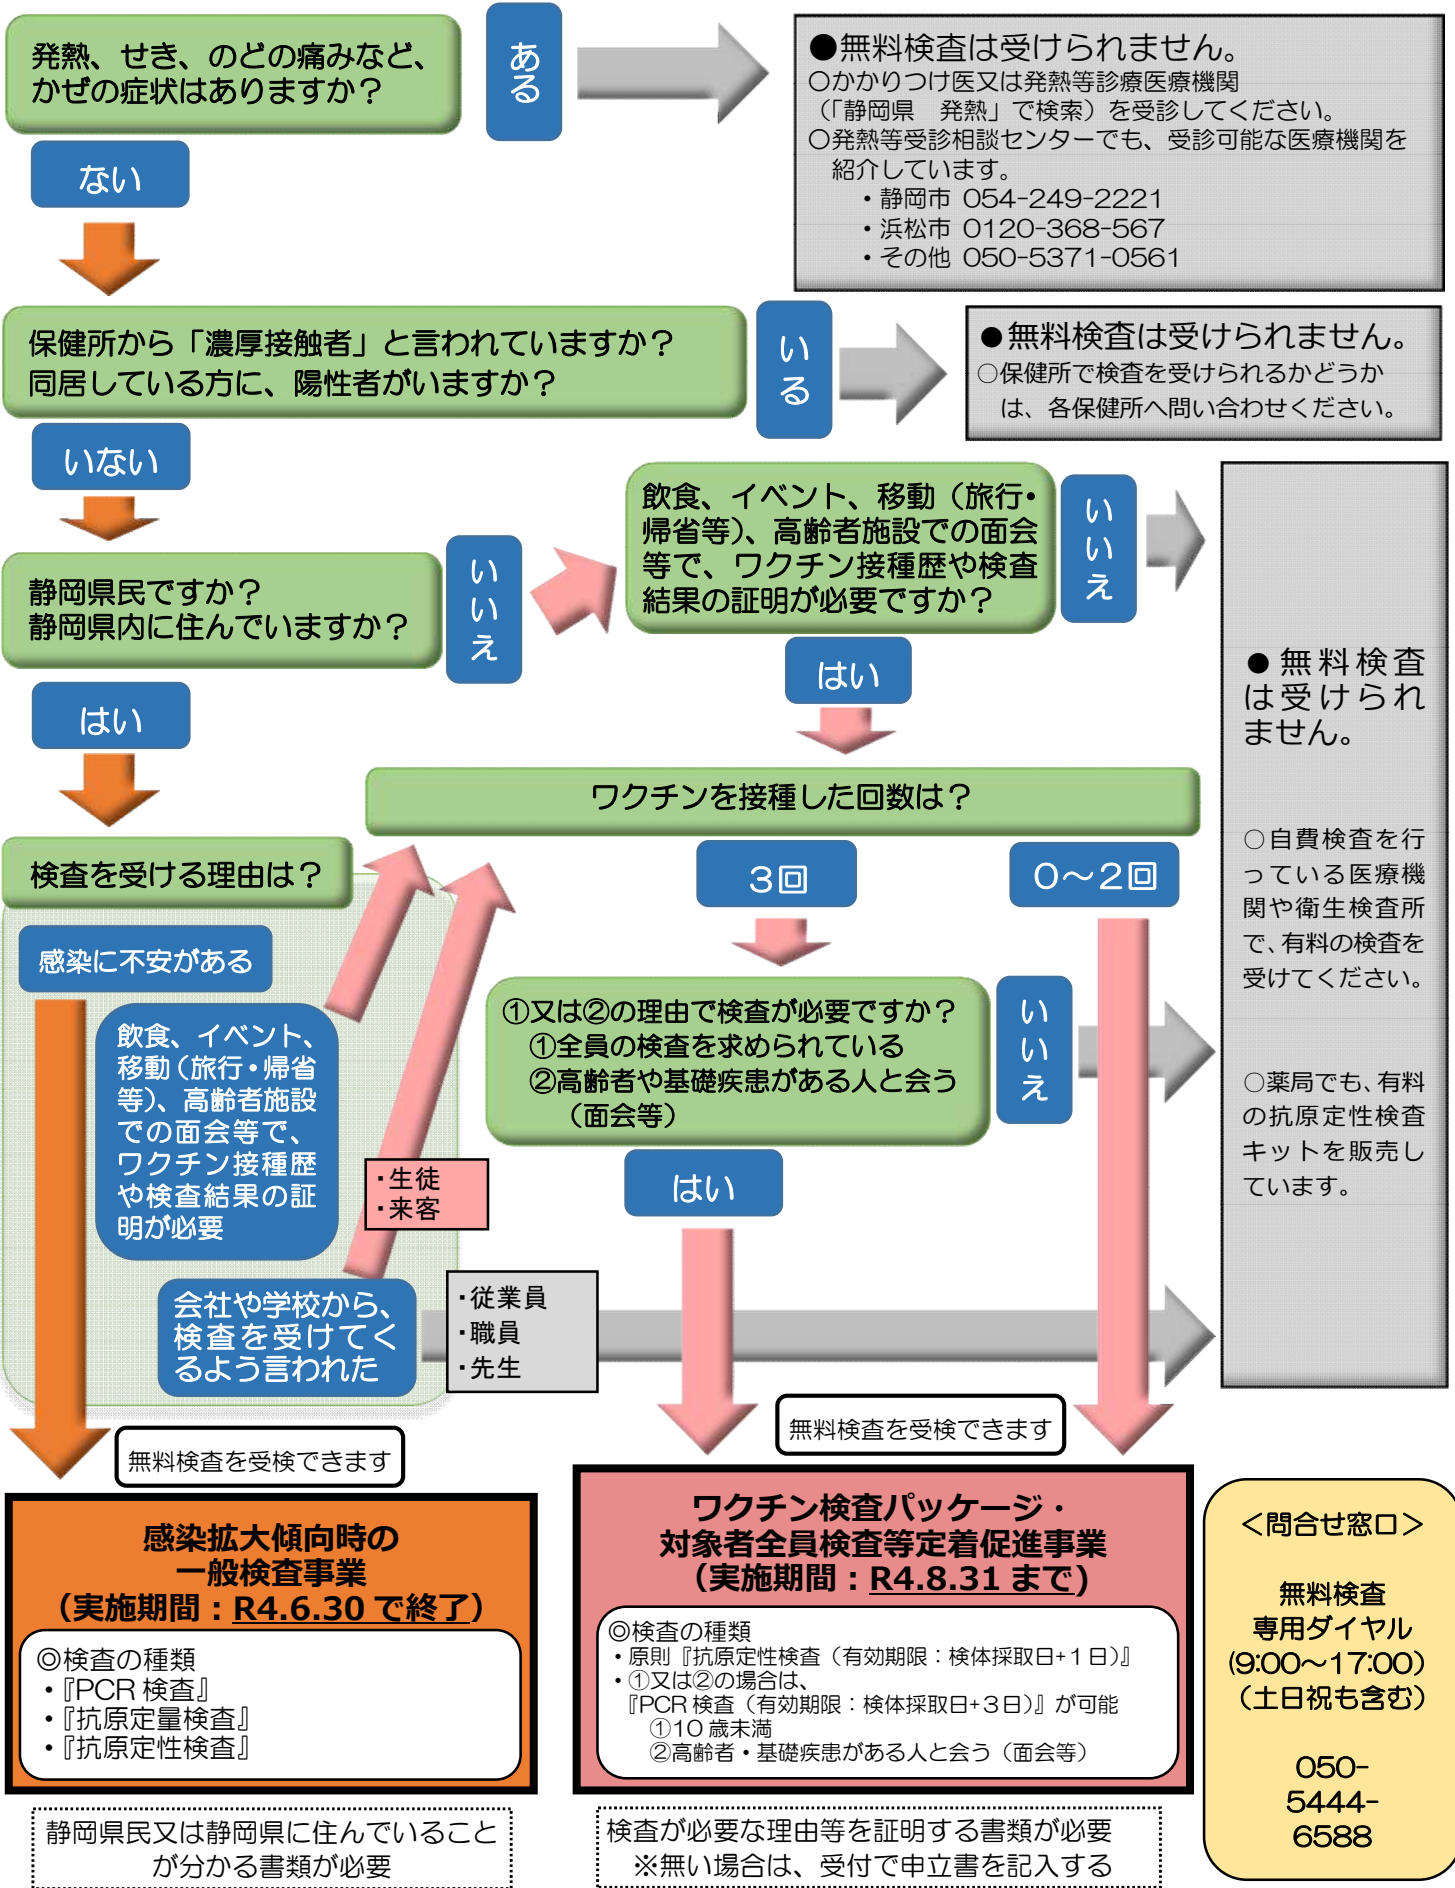 発熱、せき、のどの痛みなど、
かぜの症状はありますか？
ある
●無料検査は受けられません。
○かかりつけ医又は発熱等診療医療機関
（「静岡県　発熱」で検索）を受診してください。
○発熱等受診相談センターでも、受診可能な医療機関を
紹介しています。
・静岡市 054-249-2221
・浜松市 0120-368-567
・その他 050-5371-0561
ない
保健所から「濃厚接触者」と言われていますか？
同居している方に、陽性者がいますか？
いる
●無料検査は受けられません。
○保健所で検査を受けられるかどうか
は、各保健所へ問い合わせください。
いない
静岡県民ですか？
静岡県内に住んでいますか？
いいえ
飲食、イベント、移動（旅行・
帰省等）、高齢者施設での面会
等で、ワクチン接種歴や検査
結果の証明が必要ですか？
いいえ
はい
はい
ワクチンを接種した回数は？
3回
0～2回
●無料検査
は受けられ
ません。
○自費検査を行
っている医療機
関や衛生検査所
で、有料の検査を
受けてください。
○薬局でも、有料
の抗原定性検査
キットを販売し
ています。
検査を受ける理由は？
感染に不安がある
飲食、イベント、
移動（旅行・帰省
等）、高齢者施設
での面会等で、
ワクチン接種歴
や検査結果の証
明が必要
・生徒
・来客
会社や学校から、
検査を受けてく
るよう言われた
・従業員
・職員
・先生
①又は②の理由で検査が必要ですか？
①全員の検査を求められている
②高齢者や基礎疾患がある人と会う
（面会等）
いいえ
はい
無料検査を受検できます
無料検査を受検できます
感染拡大傾向時の
一般検査事業
（実施期間：R4.6.30 で終了）
◎検査の種類
・『PCR 検査』
・『抗原定量検査』
・『抗原定性検査』
静岡県民又は静岡県に住んでいること
が分かる書類が必要
ワクチン検査パッケージ・
対象者全員検査等定着促進事業
（実施期間：R4.8.31 まで）
◎検査の種類
・原則『抗原定性検査（有効期限：検体採取日+１日）』
・①又は②の場合は、
『PCR 検査（有効期限：検体採取日+３日）』が可能
①10 歳未満
②高齢者・基礎疾患がある人と会う（面会等）
検査が必要な理由等を証明する書類が必要
※無い場合は、受付で申立書を記入する
＜問合せ窓口＞
無料検査
専用ダイヤル
(9:00～17:00)
（土日祝も含む）
050-
5444-
6588